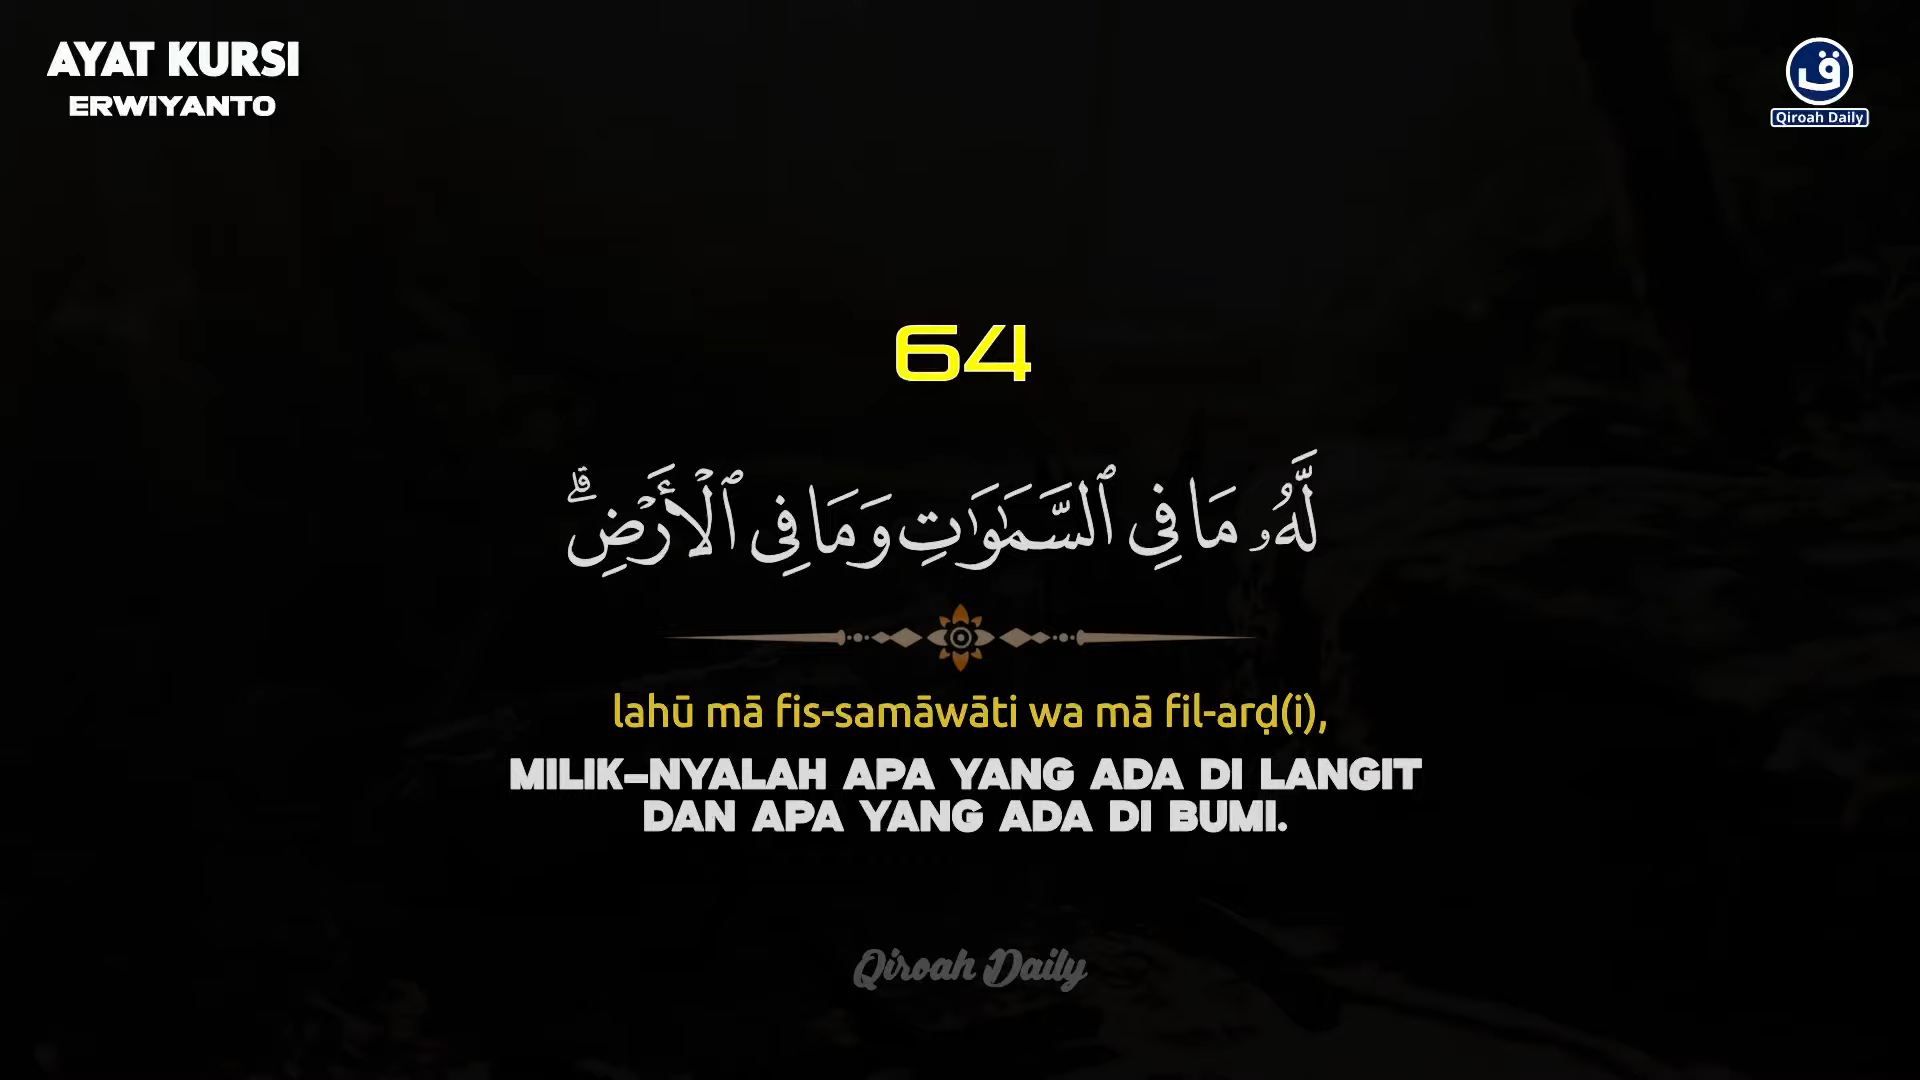 AYAT KURSI
ERWIYANTO
ق
Qiroah Daily
64
لَّهُۥ مَا فِى ٱلسَّمَـٰوَٰتِ وَمَا فِى ٱلْأَرْضِ ۗ
lahū mā fis-samāwāti wa mā fil-arḍ(i),
MILIK-NYALAH APA YANG ADA DI LANGIT
DAN APA YANG ADA DI BUMI.
Qiroah Daily